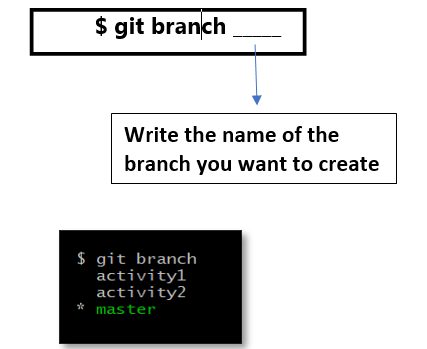 $ git branch _____
Write the name of the
branch you want to create
$ git branch
activity1
activity2
* master